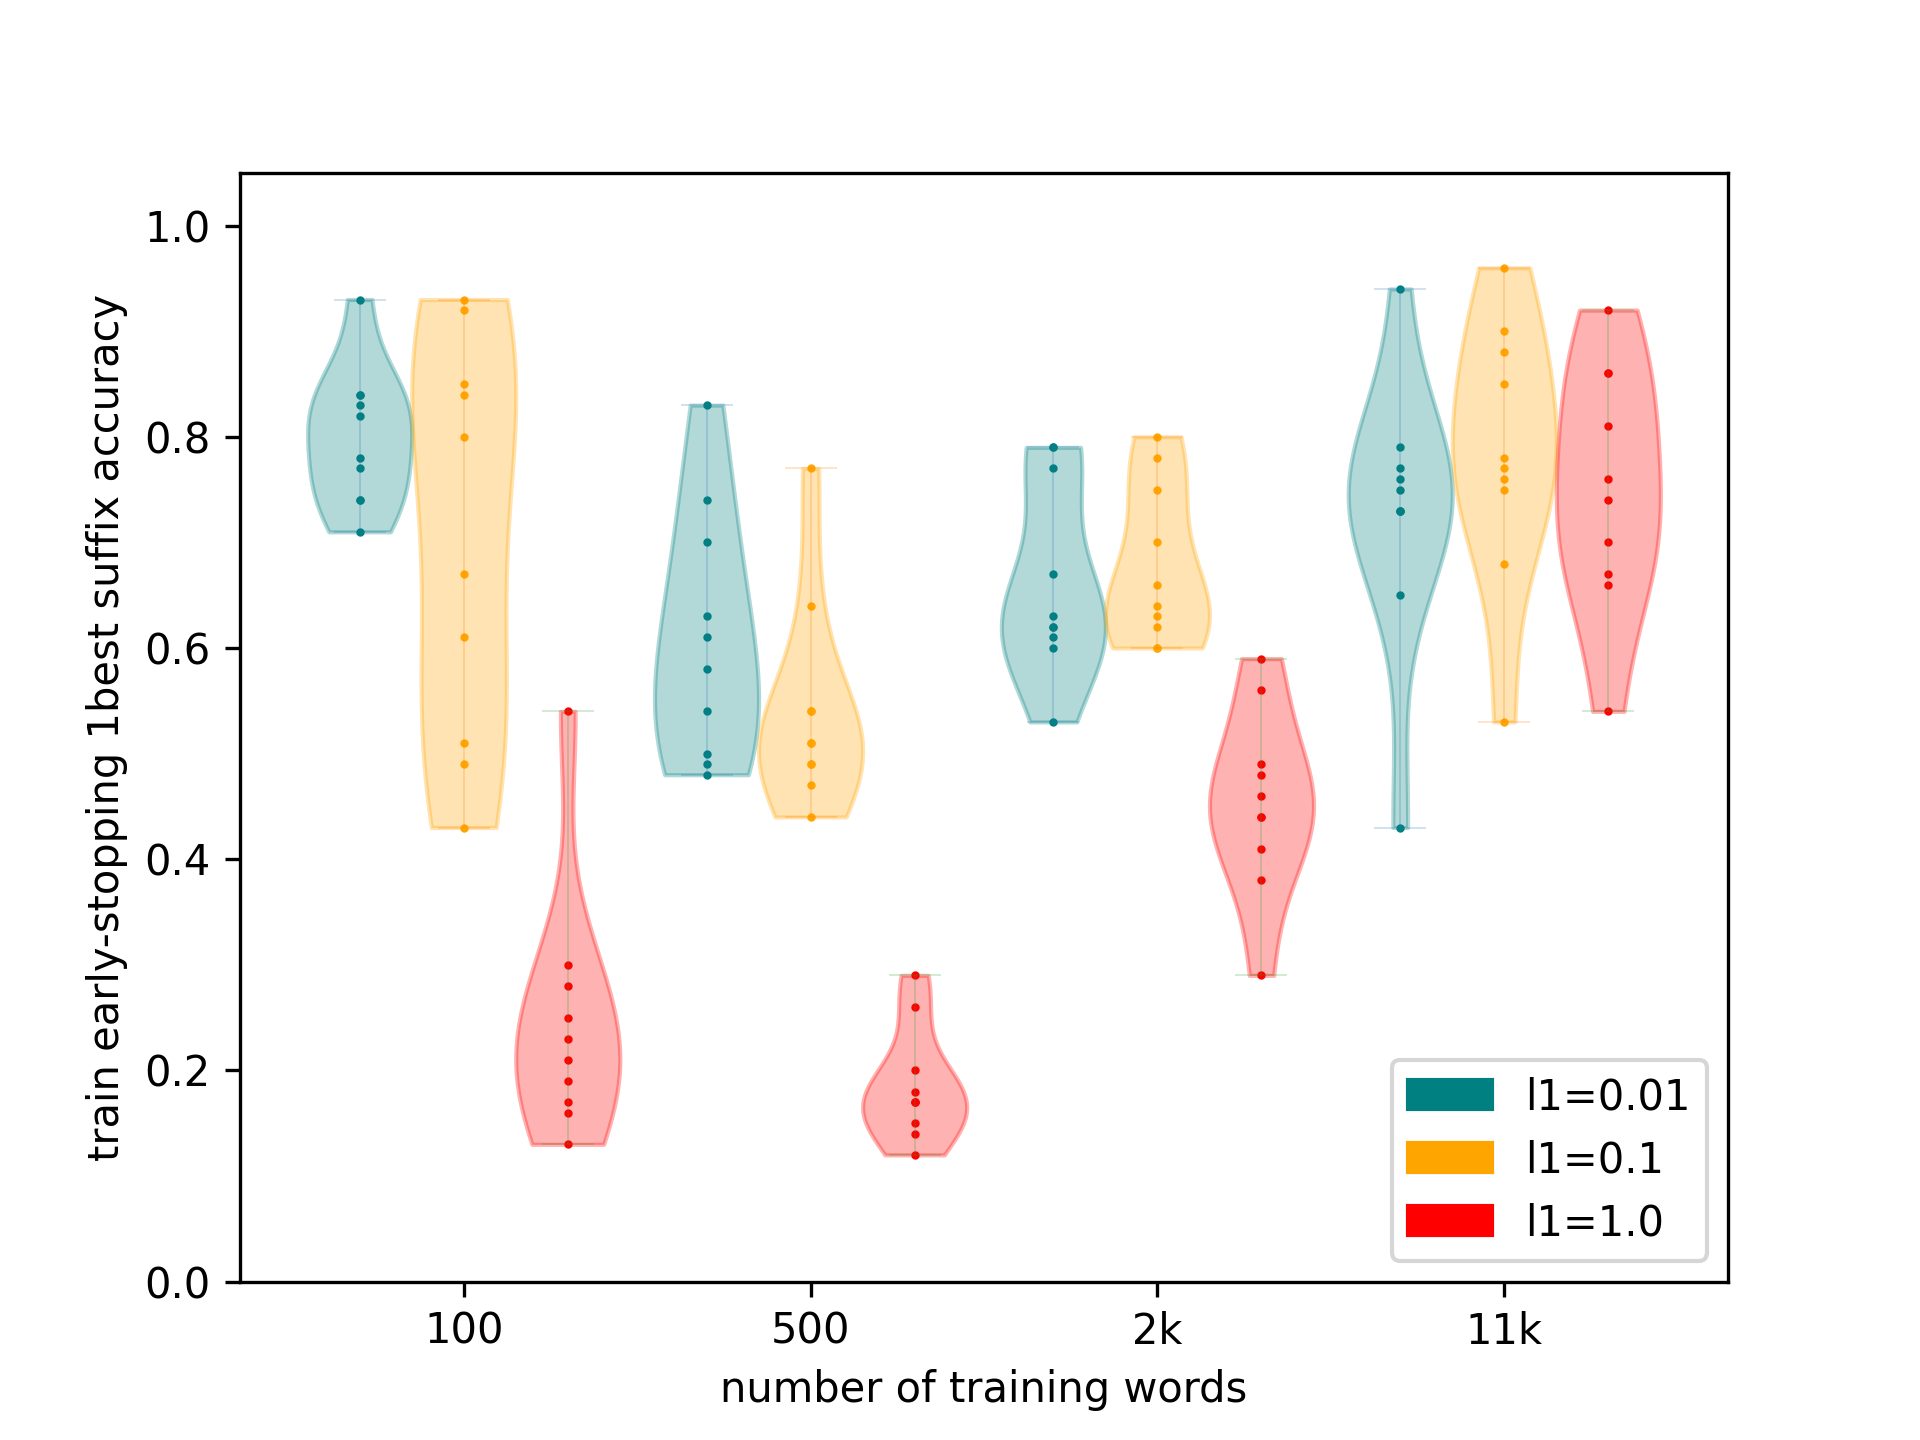 train early-stopping 1best suffix accuracy
1.0
0.8
0.6
0.4
0.2
0.0
100 500 2k 11k
number of training words
l1=0.01
l1=0.1
l1=1.0